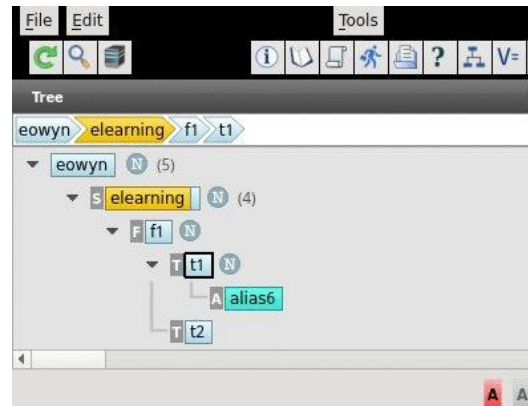 File Edit Tools
i ? V=
Tree
eowyn elearning f1 t1
eowyn N (5)
S elearning N (4)
F f1 N
T t1 N
A alias6
T t2
A A